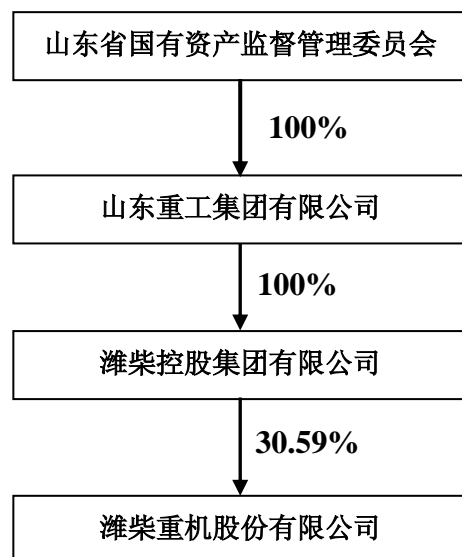 山东省国有资产监督管理委员会
100%
山东重工集团有限公司
100%
潍柴控股集团有限公司
30.59%
潍柴重机股份有限公司